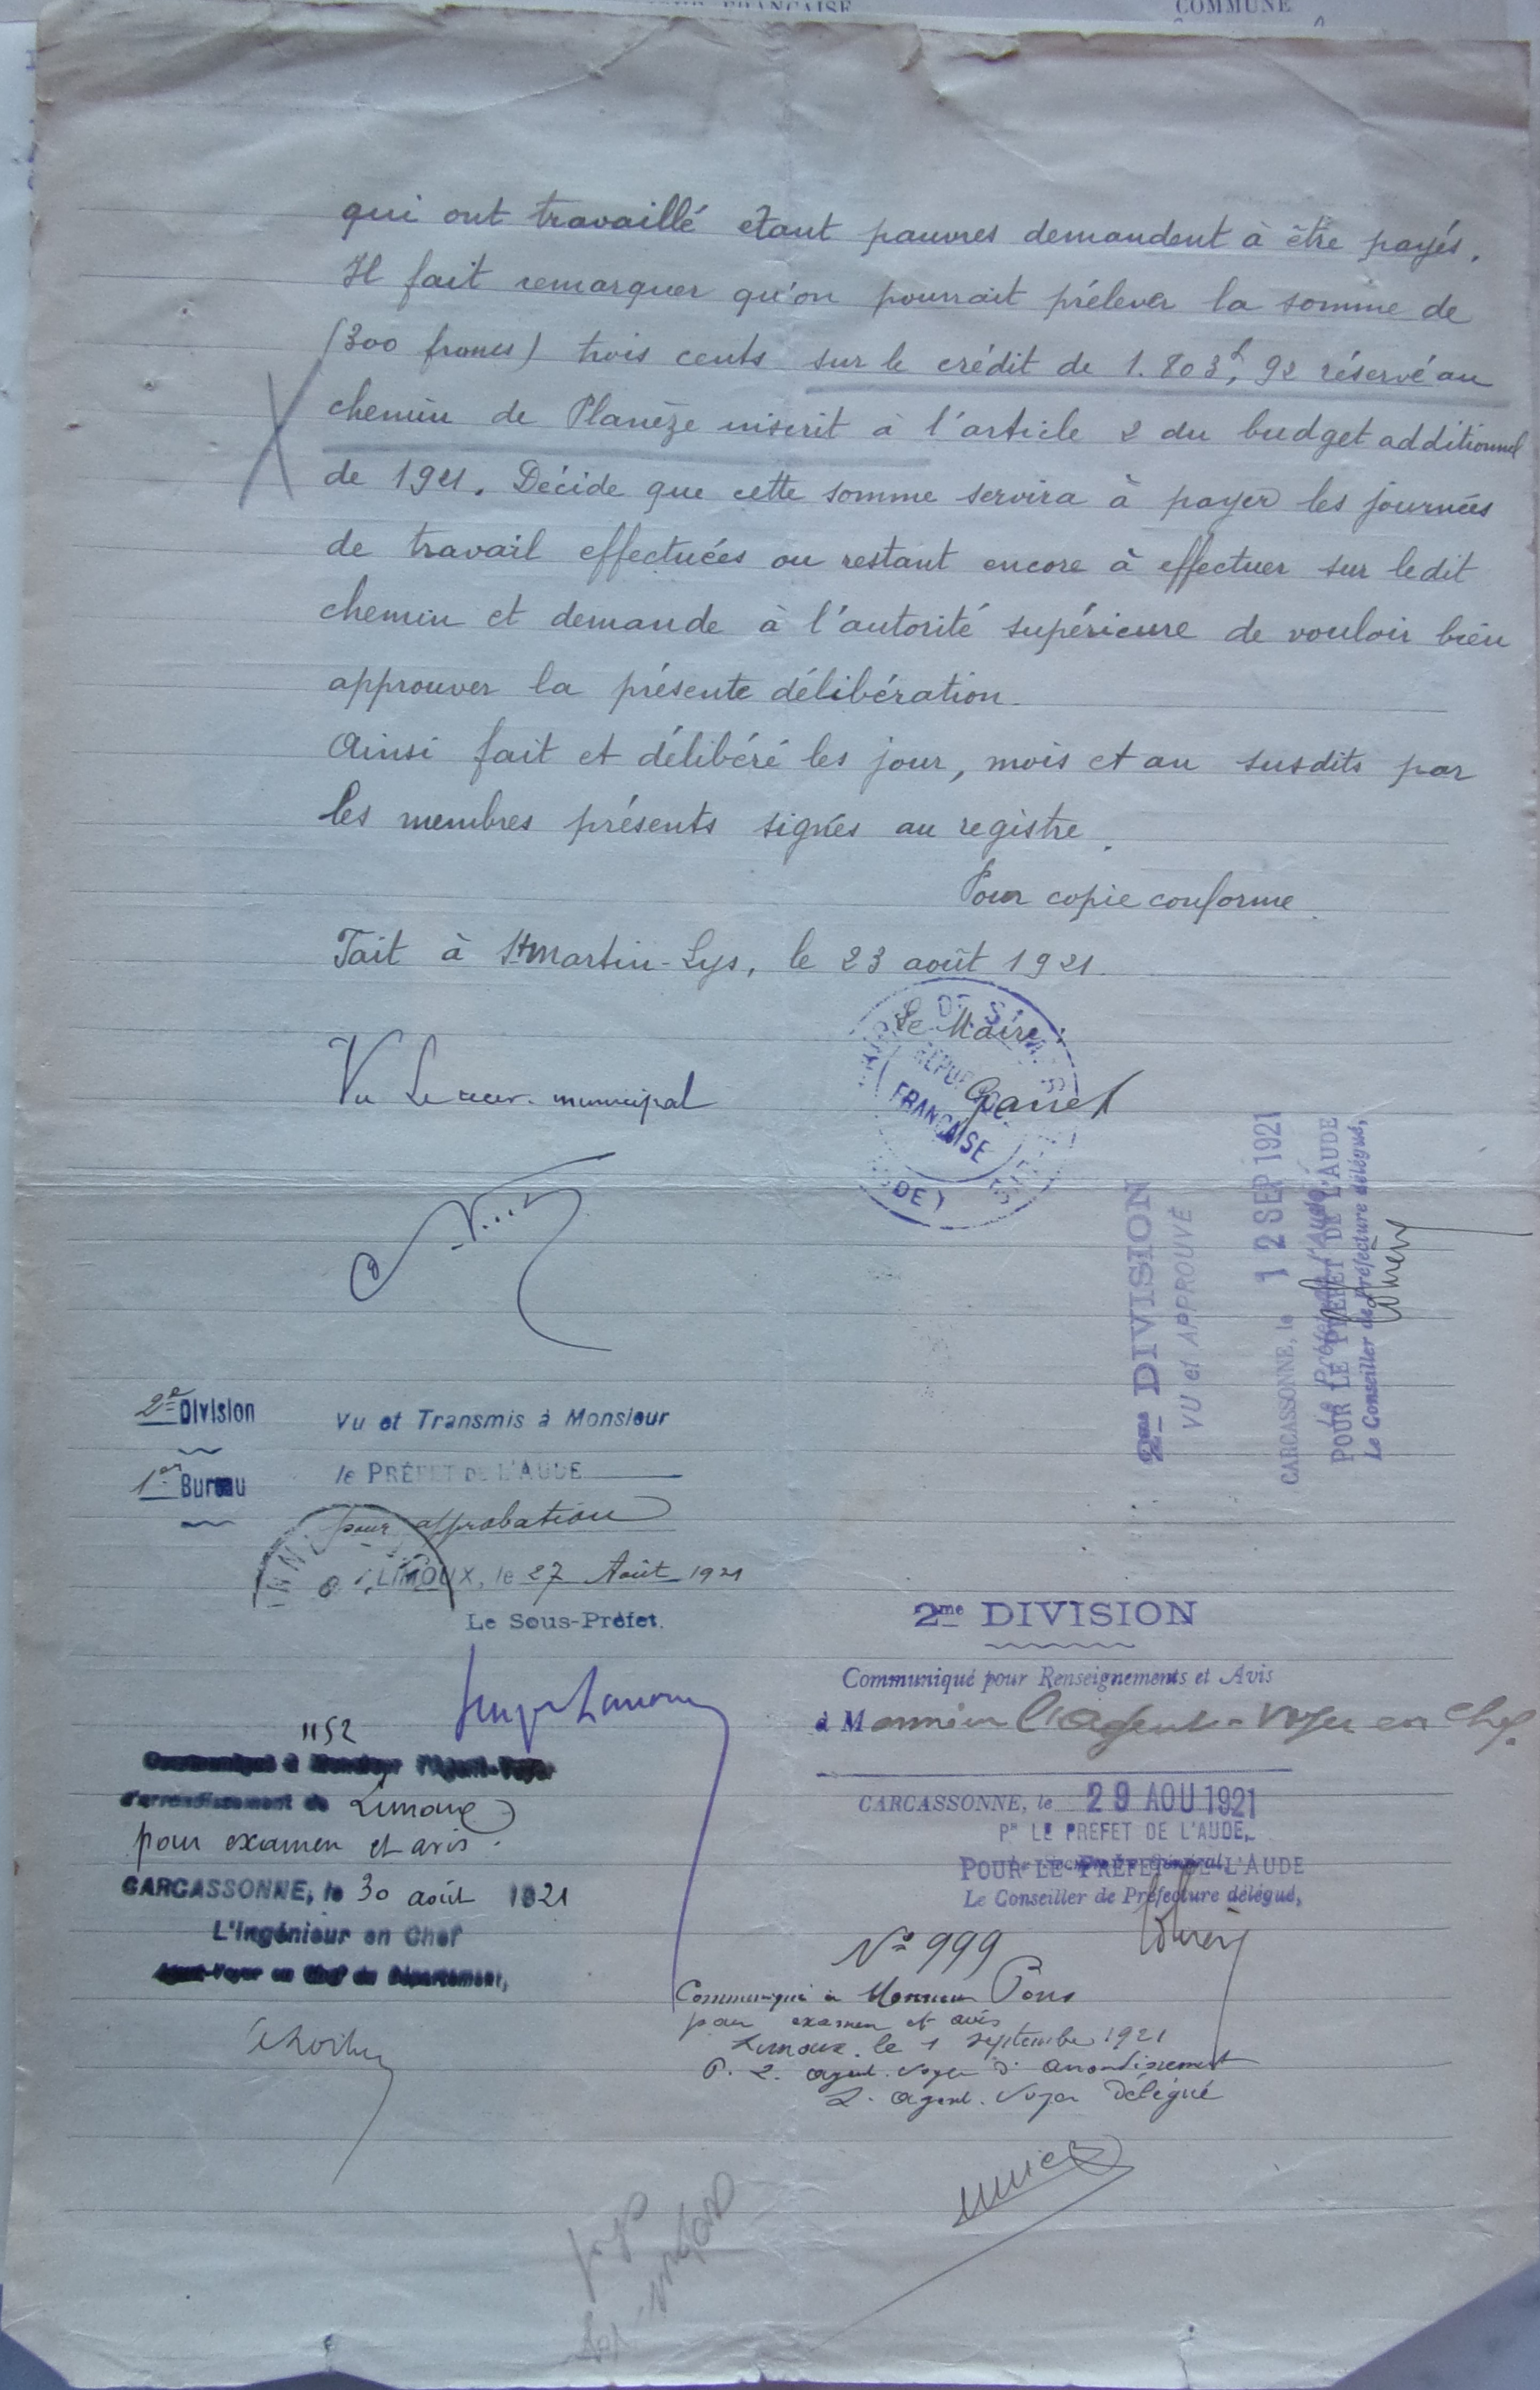 COMMUNE
qui ont travaillé etant pauvres demandent à être payés.
Il fait remarquer qu'on pourrait prélever la somme de
(300 francs) trois cents sur le crédit de 1.803f,92 réservé au
chemin de Planèze inscrit à l'article 2 du budget additionnel
de 1921. Décide que cette somme servira à payer les journées
de travail effectuées ou restant encore à effectuer sur ledit
chemin et demande à l'autorité supérieure de vouloir bien
approuver la présente délibération.
Ainsi fait et délibéré les jour, mois et an susdits par
les membres présents signés au registre.
Pour copie conforme.
Fait à St Martin-Lys, le 23 août 1921.
Le Maire
RÉPUBLIQUE
FRANÇAISE
Vu Le recev. municipal
2me DIVISION
VU et APPROUVÉ
CARCASSONNE, le 12 SEP 1921
POUR LE PRÉFET DE L'AUDE
Le Conseiller de Préfecture délégué,
2e Division
1er Bureau
Vu et Transmis à Monsieur
le PRÉFET DE L'AUDE
pour approbation
LIMOUX, le 27 Août 1921
Le Sous-Préfet.
1152
Communiqué à Monsieur l'Agent-Voyer
d'arrondissement de Limoux
pour examen et avis.
CARCASSONNE, le 30 août 1921
L'Ingénieur en Chef
Agent-Voyer en Chef du Département,
2me DIVISION
Communiqué pour Renseignements et Avis
à Monsieur l'Agent-Voyer en Chef.
CARCASSONNE, le 29 AOU 1921
Pr LE PREFET DE L'AUDE,
POUR LE PRÉFET DE L'AUDE
Le Conseiller de Préfecture délégué,
No 999
Communiqué à Monsieur Pons
pour examen et avis
Limoux, le 1 septembre 1921
P. L. agent-voyer d'arrondissement
L. agent-voyer Délégué